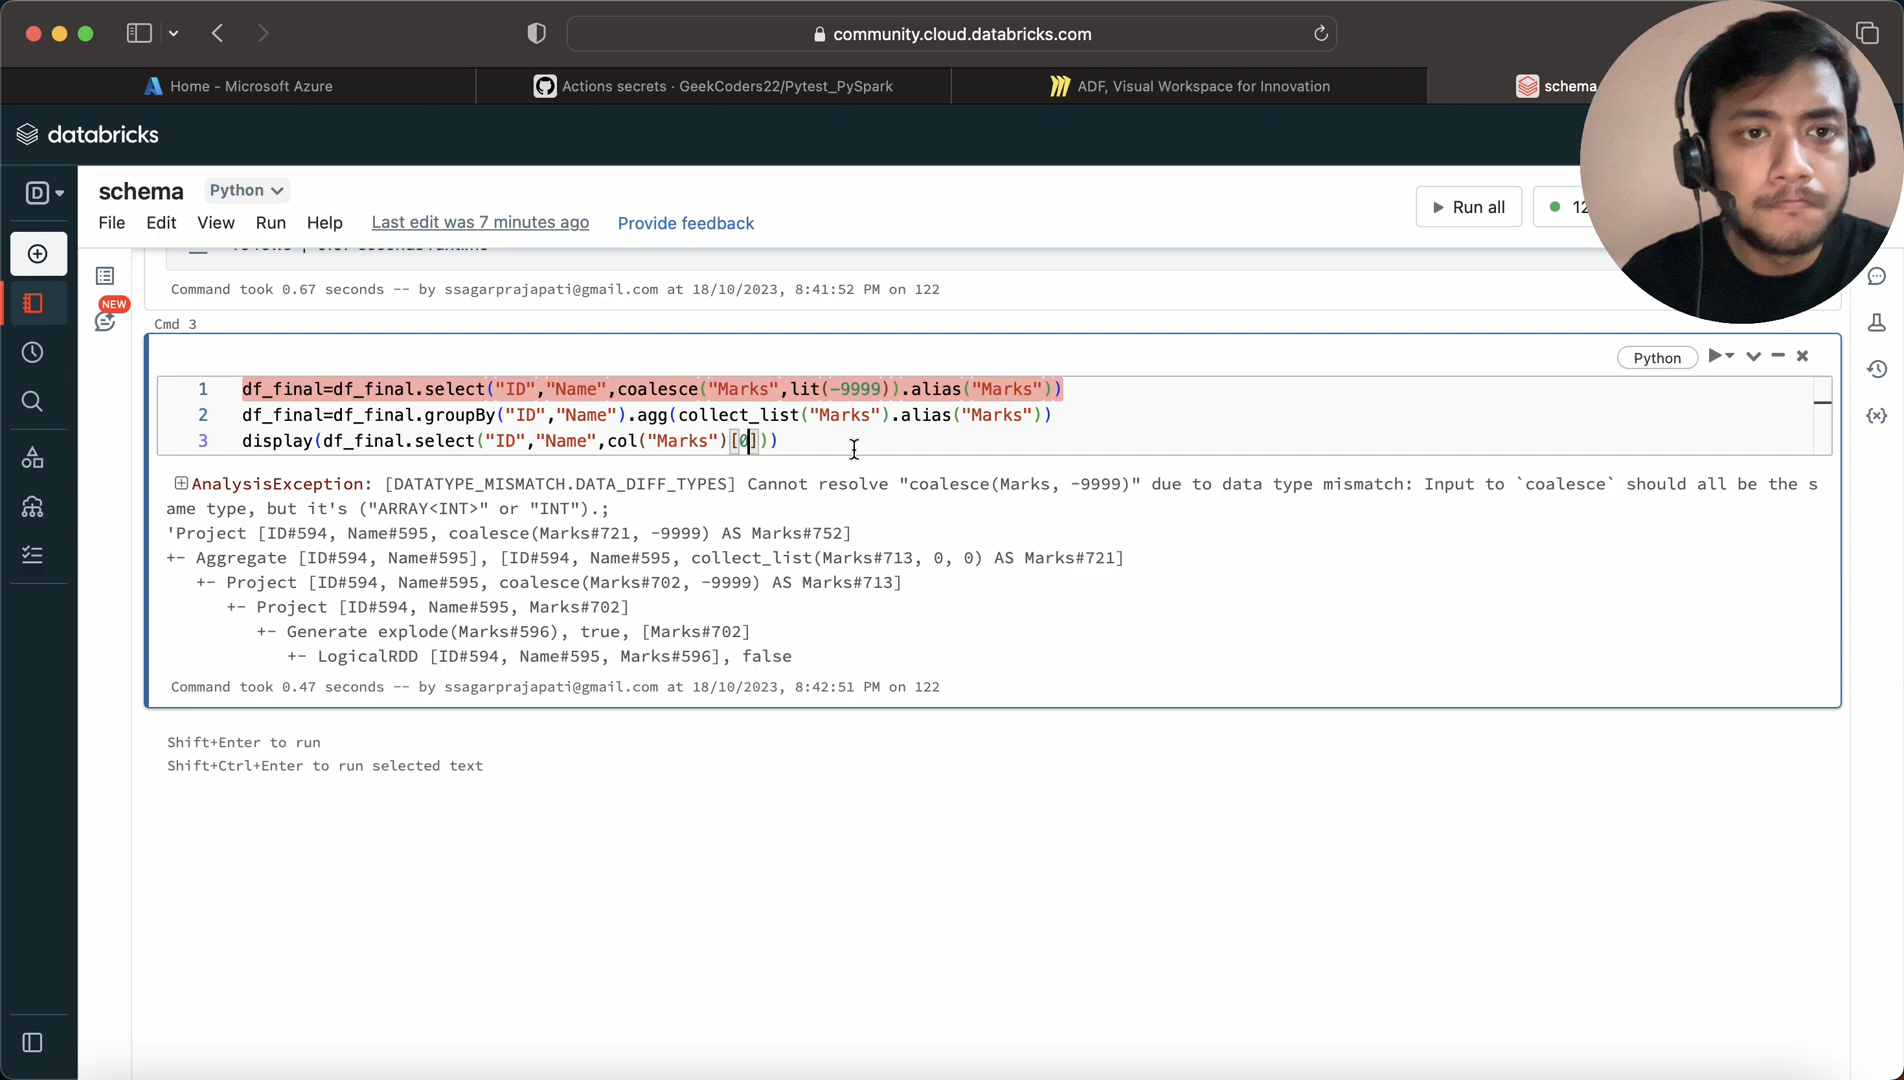 community.cloud.databricks.com
Home - Microsoft Azure
Actions secrets · GeekCoders22/Pytest_PySpark
ADF, Visual Workspace for Innovation
schema
databricks
D
schema
Python
File
Edit
View
Run
Help
Last edit was 7 minutes ago
Provide feedback
Run all
12
NEW
Command took 0.67 seconds -- by ssagarprajapati@gmail.com at 18/10/2023, 8:41:52 PM on 122
Cmd 3
Python
1 df_final=df_final.select("ID","Name",coalesce("Marks",lit(-9999)).alias("Marks"))
2 df_final=df_final.groupBy("ID","Name").agg(collect_list("Marks").alias("Marks"))
3 display(df_final.select("ID","Name",col("Marks")[0]))
AnalysisException: [DATATYPE_MISMATCH.DATA_DIFF_TYPES] Cannot resolve "coalesce(Marks, -9999)" due to data type mismatch: Input to `coalesce` should all be the s
ame type, but it's ("ARRAY<INT>" or "INT").;
'Project [ID#594, Name#595, coalesce(Marks#721, -9999) AS Marks#752]
+- Aggregate [ID#594, Name#595], [ID#594, Name#595, collect_list(Marks#713, 0, 0) AS Marks#721]
+- Project [ID#594, Name#595, coalesce(Marks#702, -9999) AS Marks#713]
+- Project [ID#594, Name#595, Marks#702]
+- Generate explode(Marks#596), true, [Marks#702]
+- LogicalRDD [ID#594, Name#595, Marks#596], false
Command took 0.47 seconds -- by ssagarprajapati@gmail.com at 18/10/2023, 8:42:51 PM on 122
Shift+Enter to run
Shift+Ctrl+Enter to run selected text